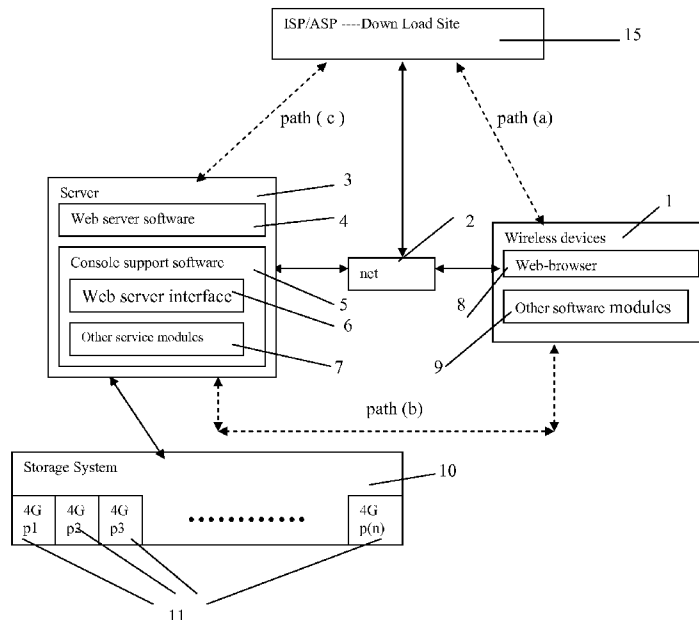 ISP/ASP ----Down Load Site
15
path ( c )
path (a)
Server
3
Web server software
4
Console support software
5
Web server interface
6
Other service modules
7
2
net
1
Wireless devices
Web-browser
8
Other software modules
9
path (b)
Storage System
10
4G
p1
4G
p2
4G
p3
4G
p(n)
11